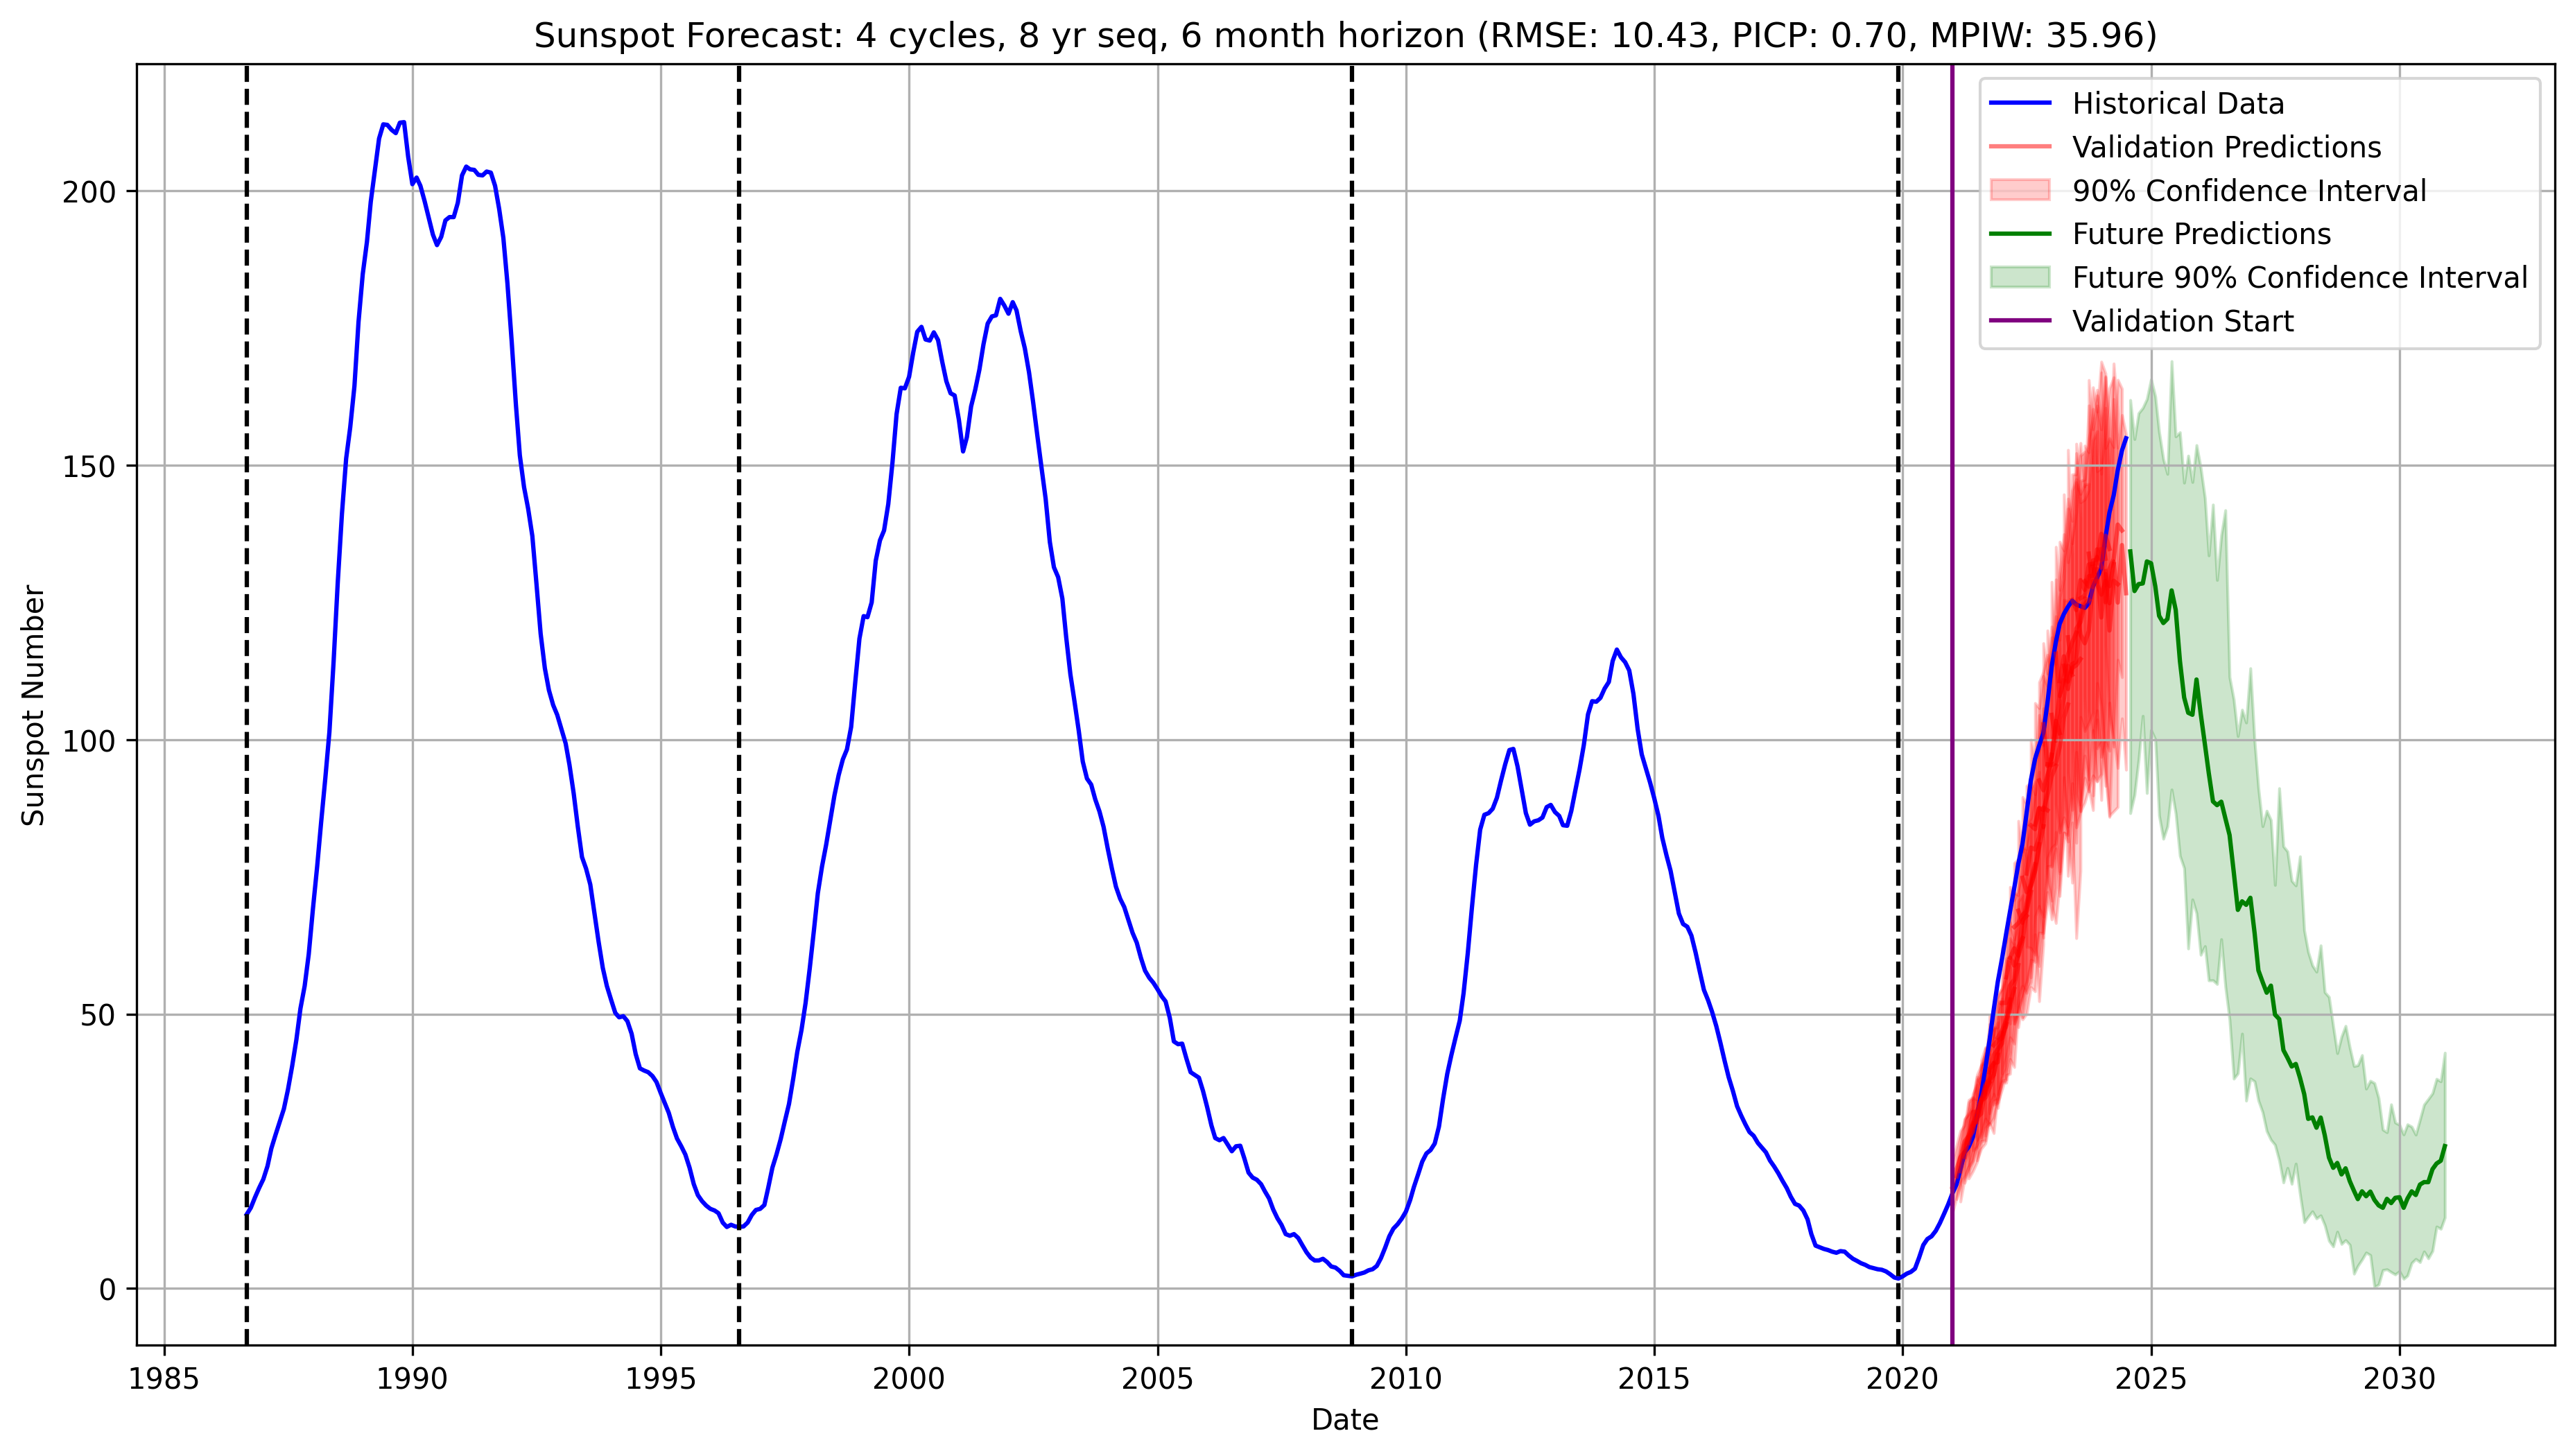 Sunspot Forecast: 4 cycles, 8 yr seq, 6 month horizon (RMSE: 10.43, PICP: 0.70, MPIW: 35.96)
Historical Data
Validation Predictions
90% Confidence Interval
Future Predictions
Future 90% Confidence Interval
Validation Start
Sunspot Number
200
150
100
50
0
1985 1990 1995 2000 2005 2010 2015 2020 2025 2030
Date